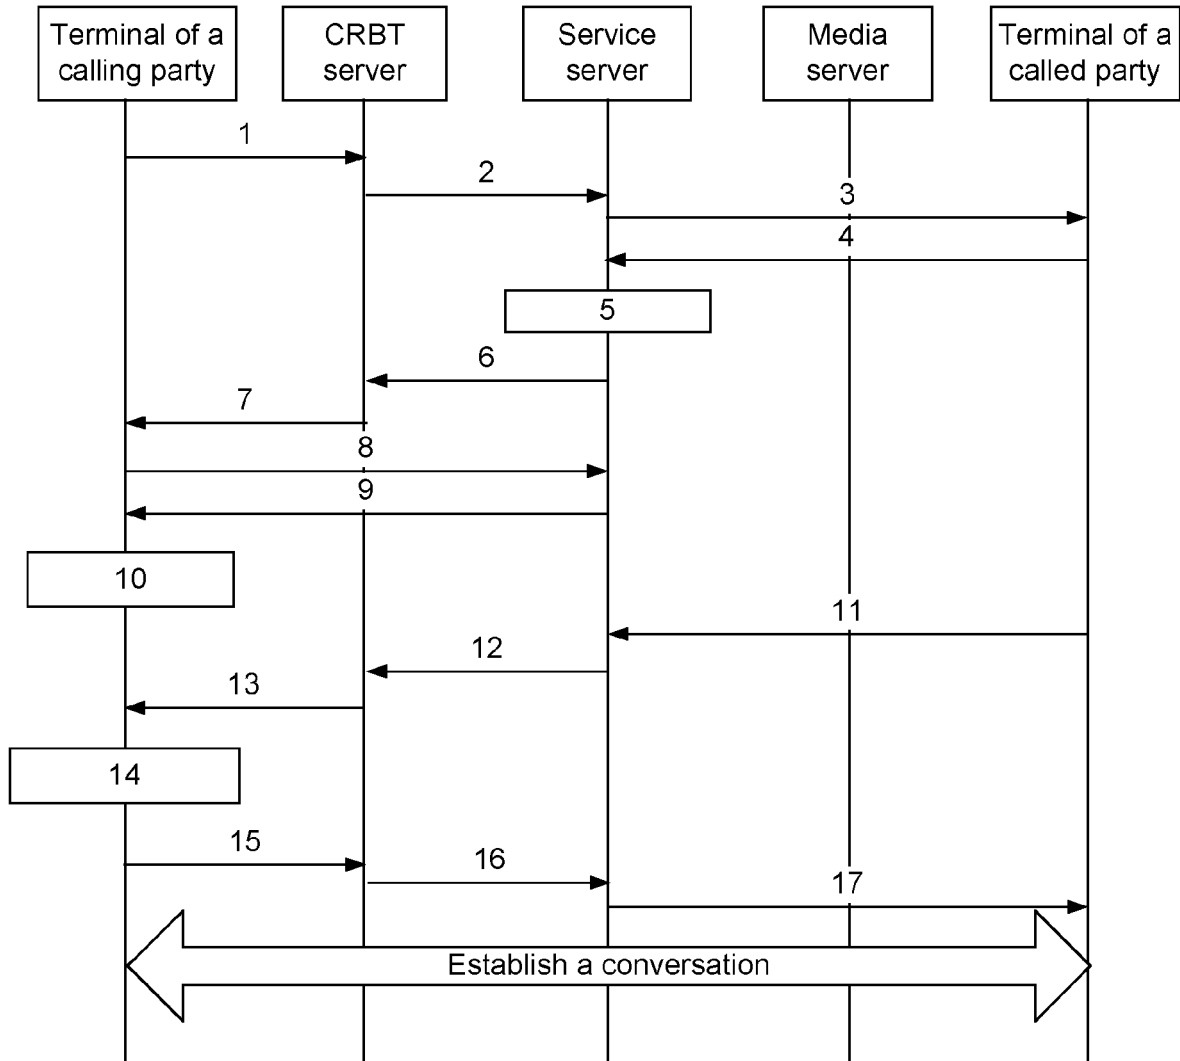 Terminal of a
calling party
CRBT
server
Service
server
Media
server
Terminal of a
called party
1
2
3
4
5
6
7
8
9
10
11
12
13
14
15
16
17
Establish a conversation